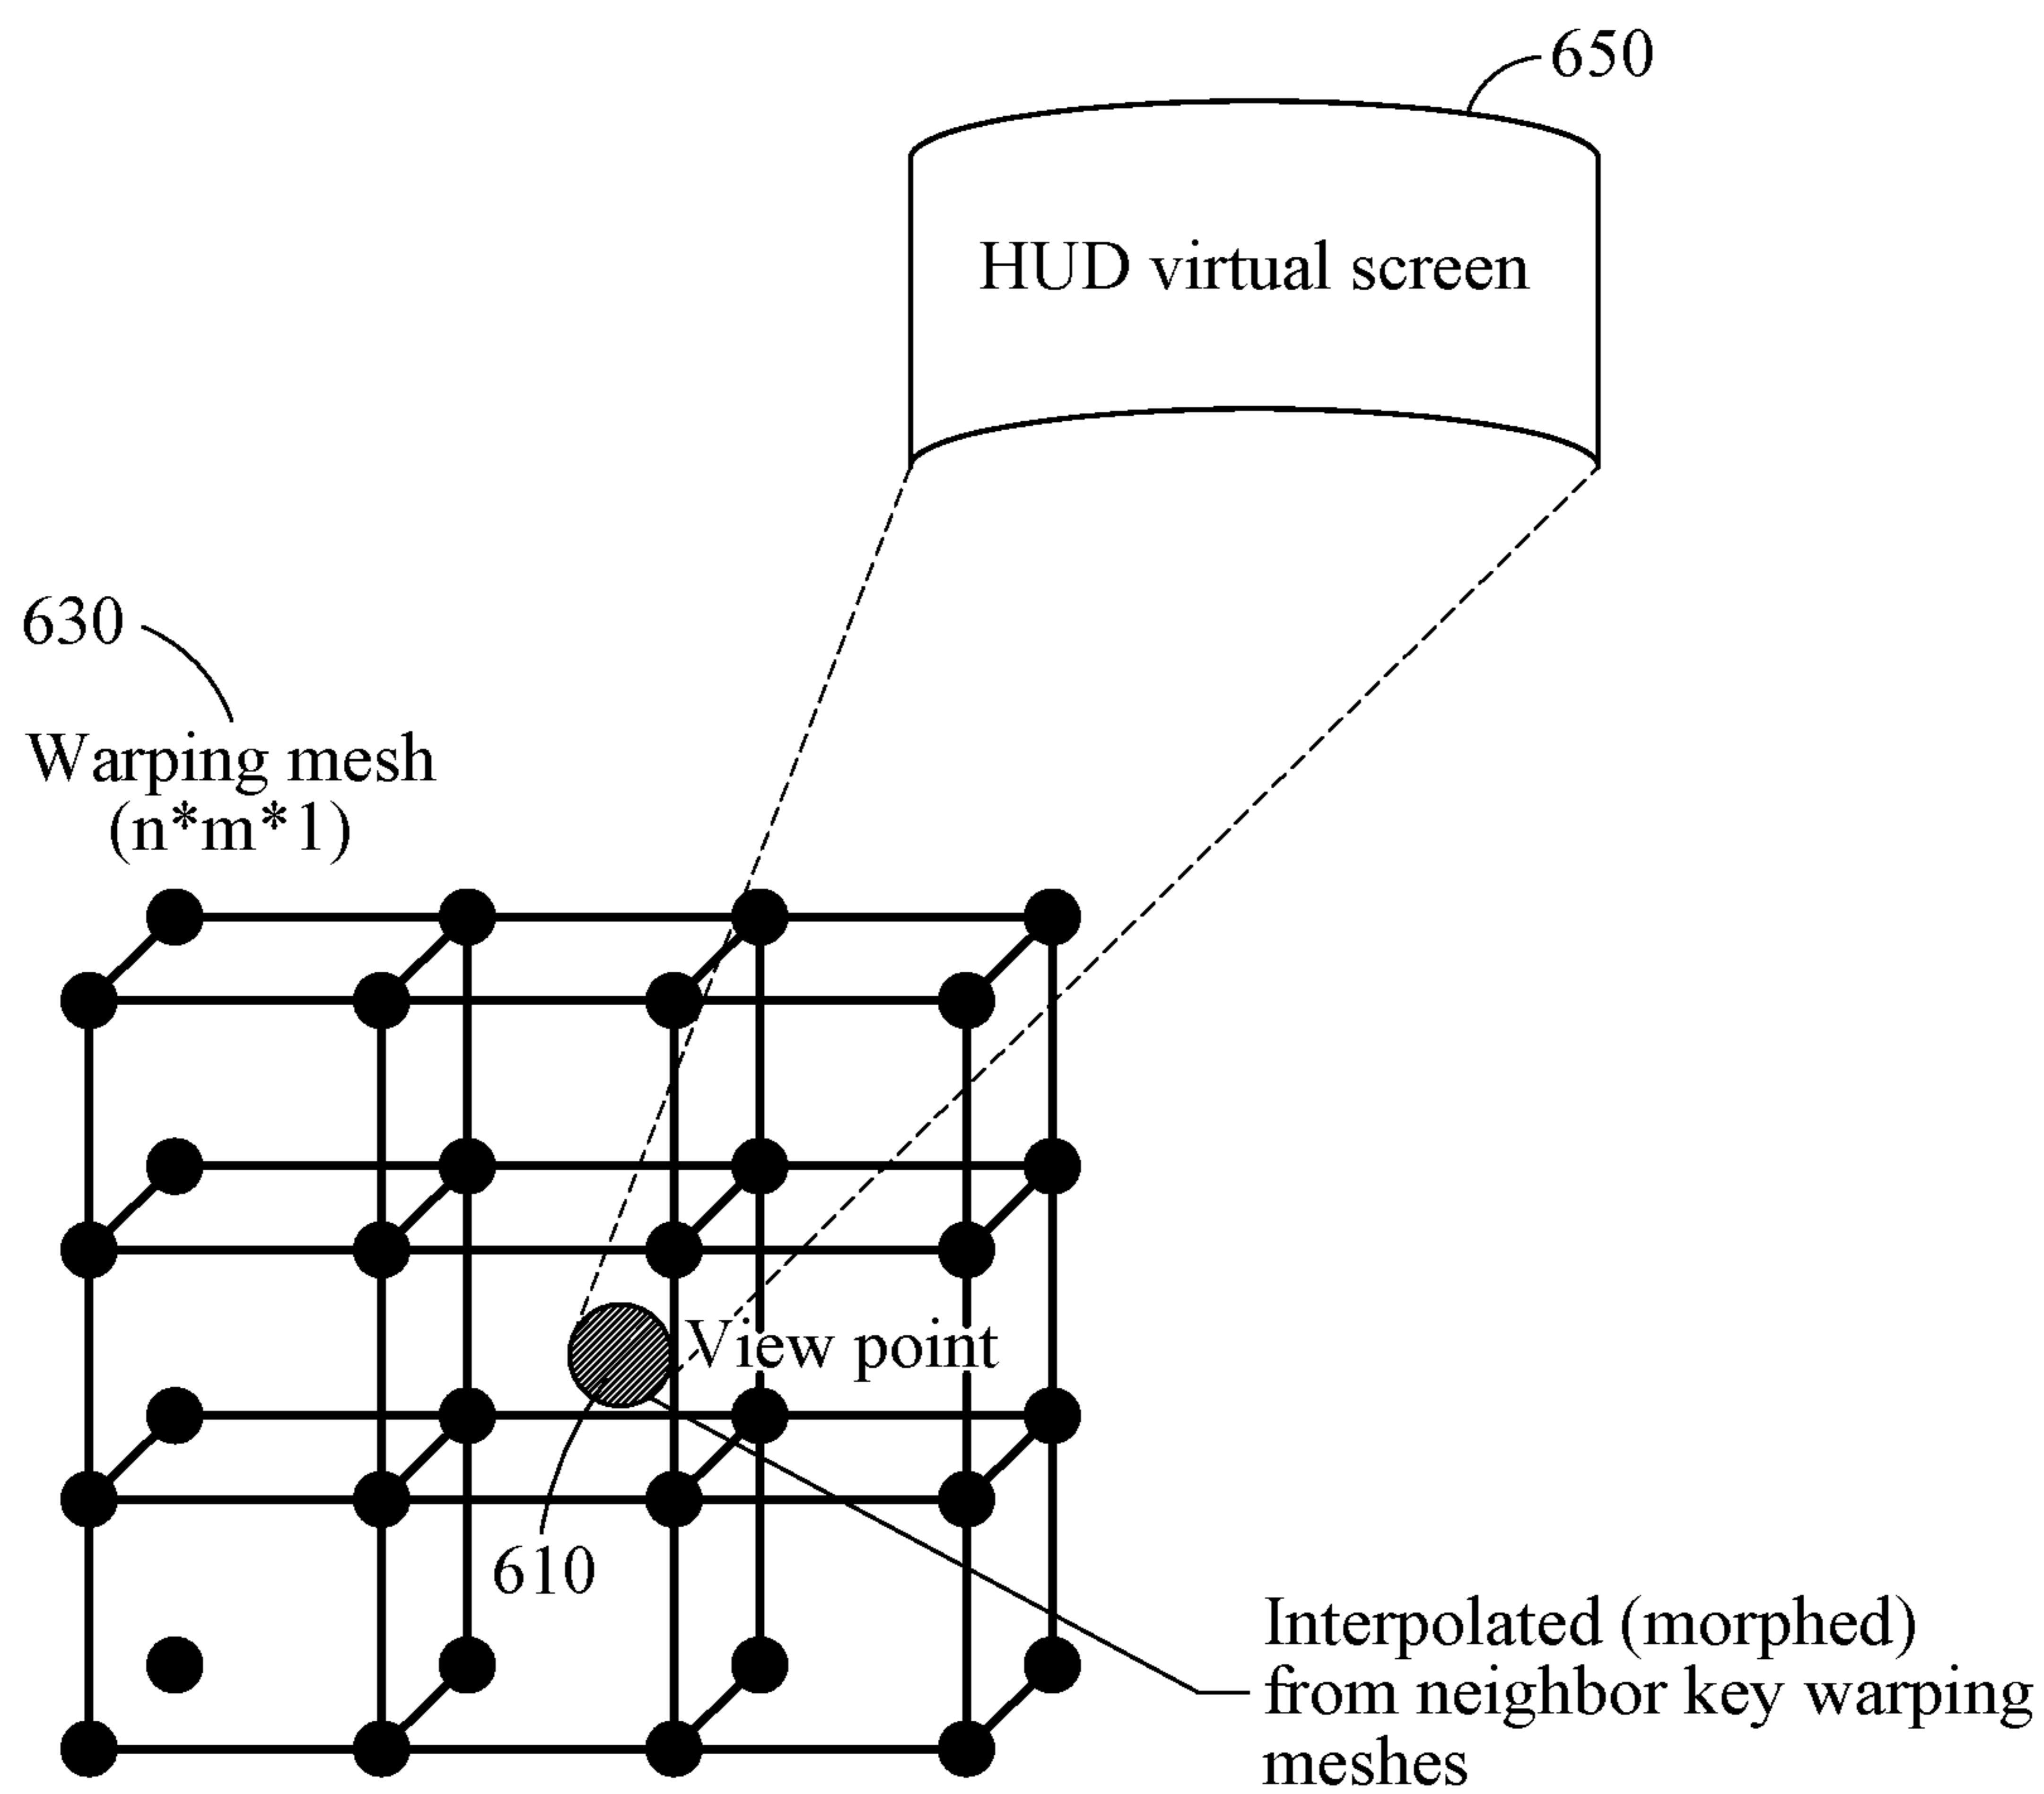 650
HUD virtual screen
630
Warping mesh
(n*m*1)
View point
610
Interpolated (morphed)
from neighbor key warping
meshes